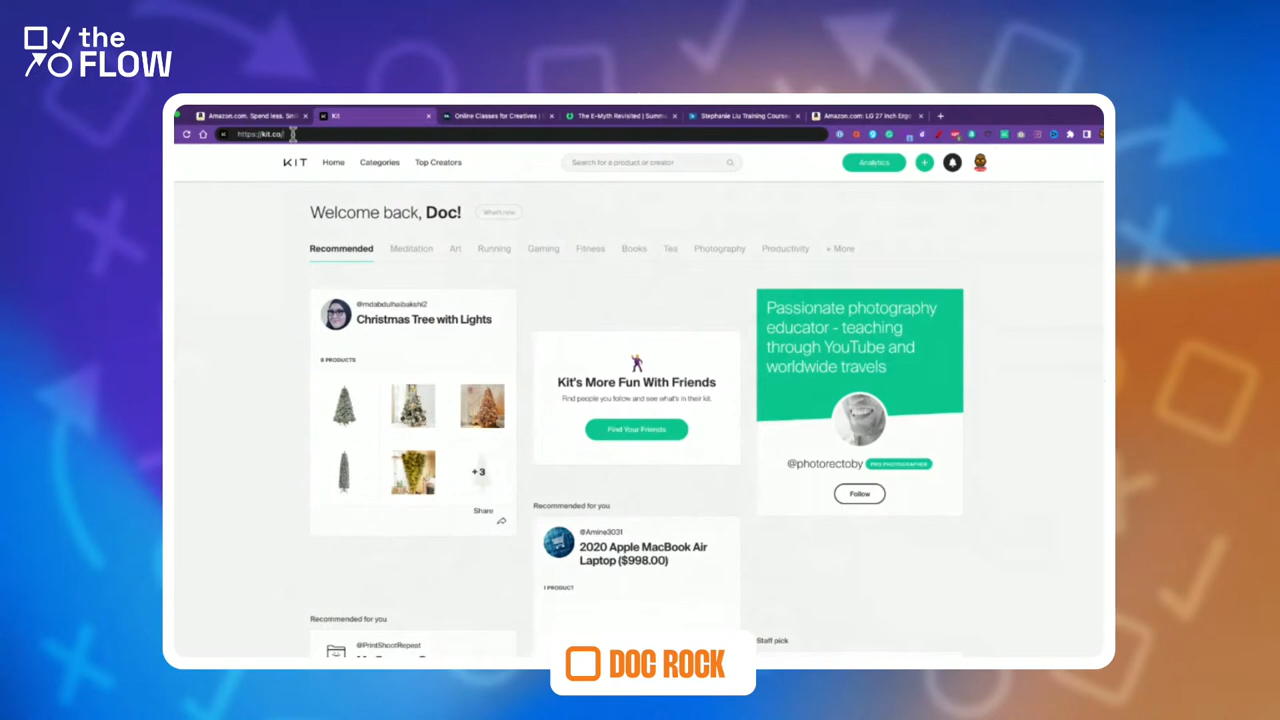 the
FLOW
Amazon.com. Spend less. Smi
Kit
Online Classes for Creatives |
The E-Myth Revisited | Summa
Stephanie Liu Training Course
Amazon.com: LG 27 Inch Ergo
https://kit.co/
KIT
Home
Categories
Top Creators
Search for a product or creator
Analytics
Welcome back, Doc!
What's new
Recommended
Meditation
Art
Running
Gaming
Fitness
Books
Tea
Photography
Productivity
+ More
@mdabdulhaibakshi2
Christmas Tree with Lights
8 PRODUCTS
+3
Share
Recommended for you
@PrintShootRepeat
Kit's More Fun With Friends
Find people you follow and see what's in their kit.
Find Your Friends
Recommended for you
@Amine3031
2020 Apple MacBook Air
Laptop ($998.00)
1 PRODUCT
Passionate photography
educator - teaching
through YouTube and
worldwide travels
@photorectoby
PRO PHOTOGRAPHER
Follow
Staff pick
DOC ROCK